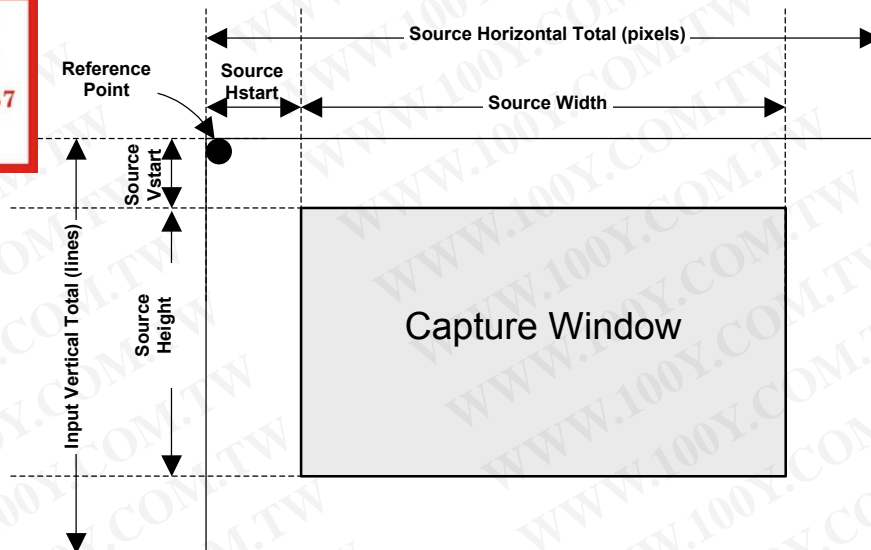 Source Horizontal Total (pixels)
Reference
Point
Source
Hstart
Source Width
7
Source
Vstart
Input Vertical Total (lines)
Source
Height
Capture Window
WWW.100Y.COM.TW